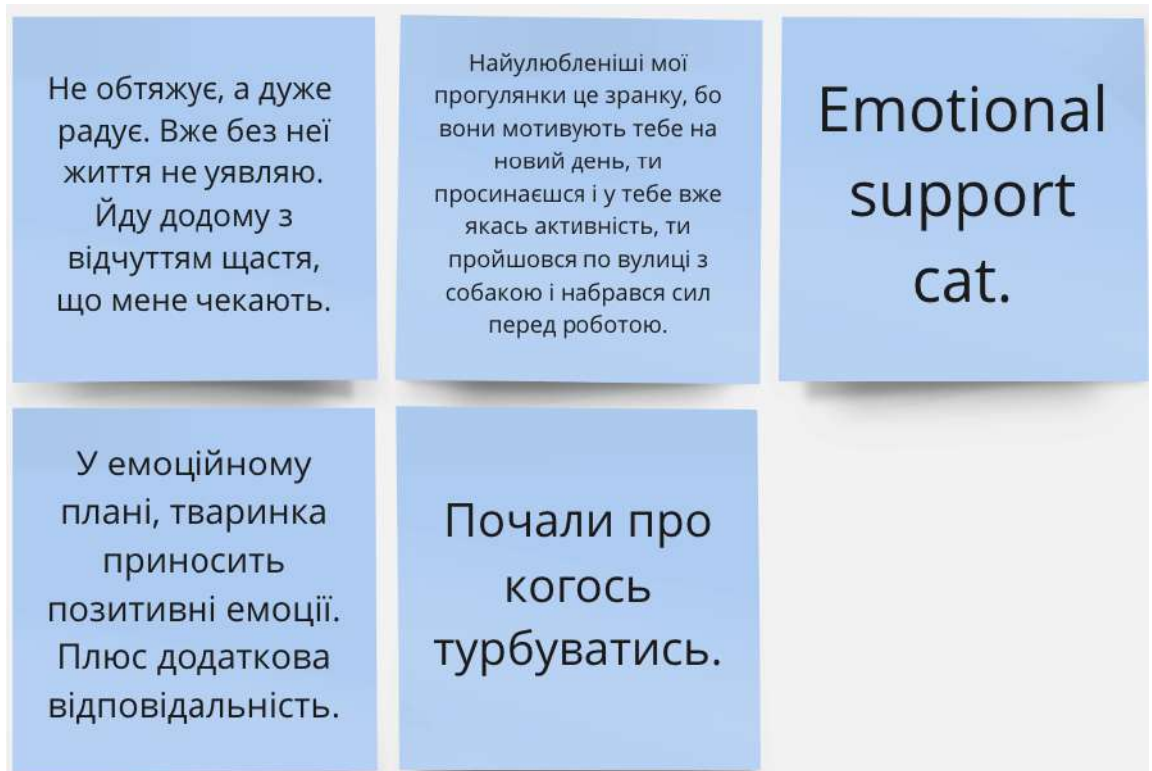 Не обтяжує, а дуже
радує. Вже без неї
життя не уявляю.
Йду додому з
відчуттям щастя,
що мене чекають.
Найулюбленіші мої
прогулянки це зранку, бо
вони мотивують тебе на
новий день, ти
просинаєшся і у тебе вже
якась активність, ти
пройшовся по вулиці з
собакою і набрався сил
перед роботою.
Emotional
support
cat.
У емоційному
плані, тваринка
приносить
позитивні емоції.
Плюс додаткова
відповідальність.
Почали про
когось
турбуватись.